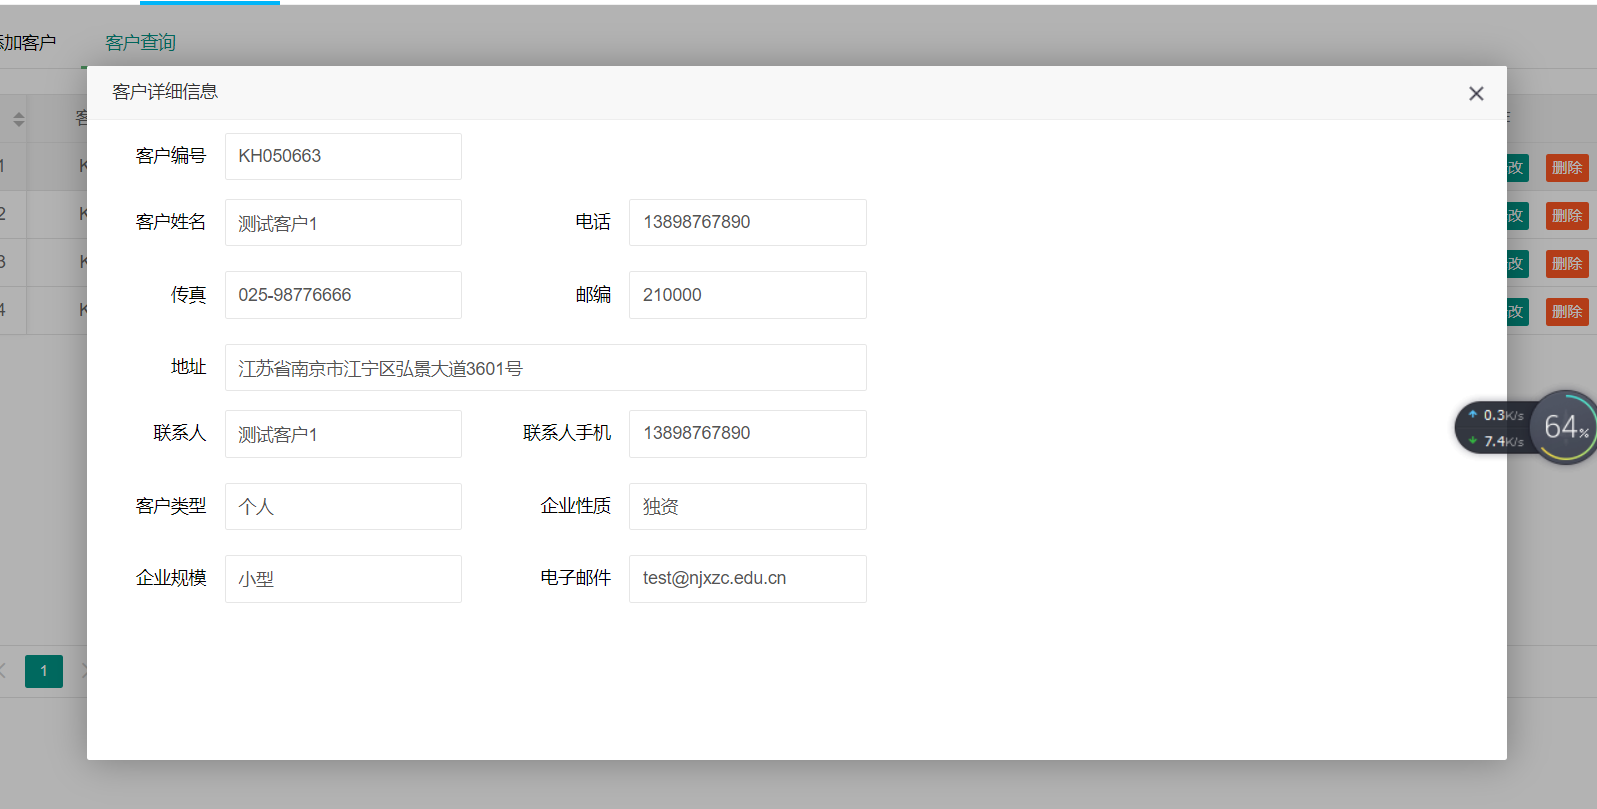 添加客户 客户查询
客户详细信息
客户编号 KH050663
客户姓名 测试客户1 电话 13898767890
传真 025-98776666 邮编 210000
地址 江苏省南京市江宁区弘景大道3601号
联系人 测试客户1 联系人手机 13898767890
客户类型 个人 企业性质 独资
企业规模 小型 电子邮件 test@njxzc.edu.cn
客
1 K 改 删除
2 K 改 删除
3 K 改 删除
4 K 改 删除
0.3K/s
7.4K/s
64%
1